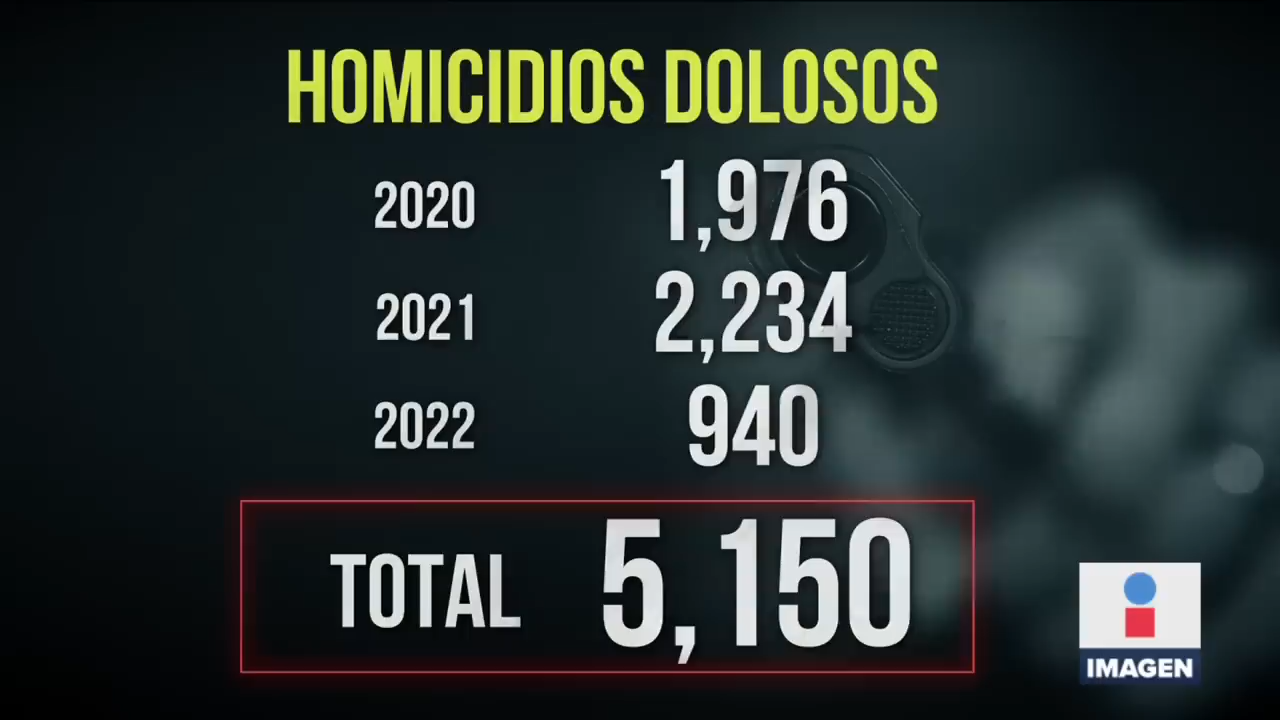 HOMICIDIOS DOLOSOS
2020 1,976
2021 2,234
2022 940
TOTAL 5,150
IMAGEN